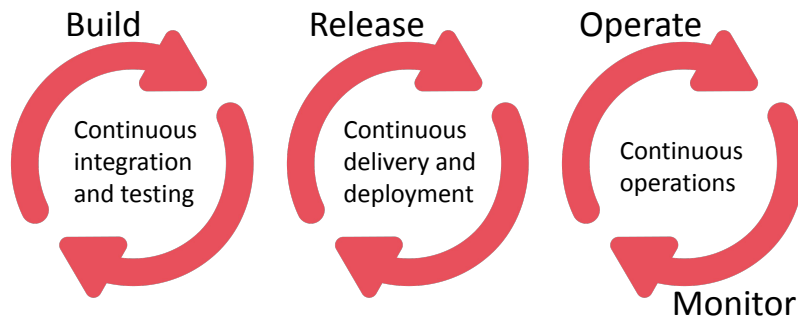 Build
Release
Operate
Continuous
integration
and testing
Continuous
delivery and
deployment
Continuous
operations
Monitor